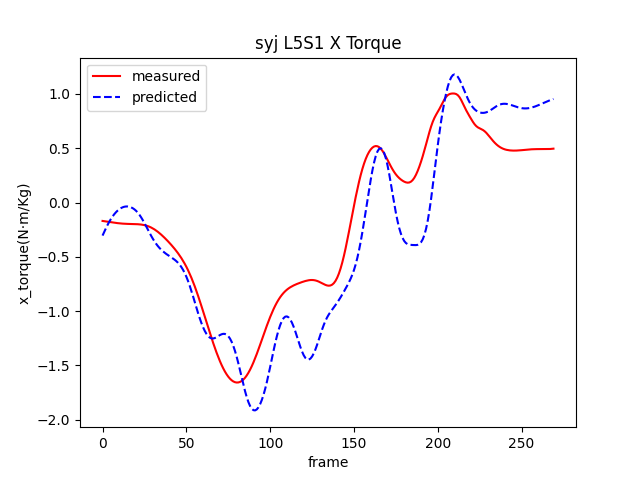 syj L5S1 X Torque
measured
predicted
1.0
0.5
0.0
−0.5
−1.0
−1.5
−2.0
x_torque(N·m/Kg)
0 50 100 150 200 250
frame